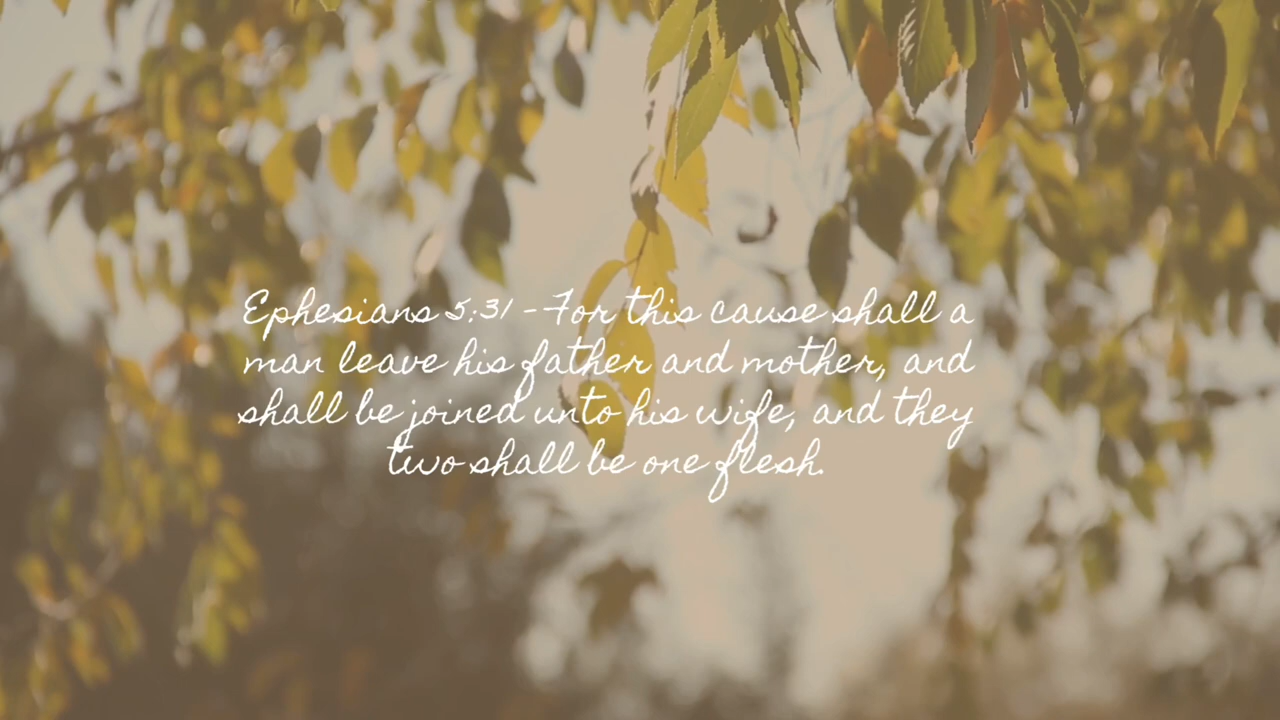 Ephesians 5:31 - For this cause shall a
man leave his father and mother, and
shall be joined unto his wife, and they
two shall be one flesh.